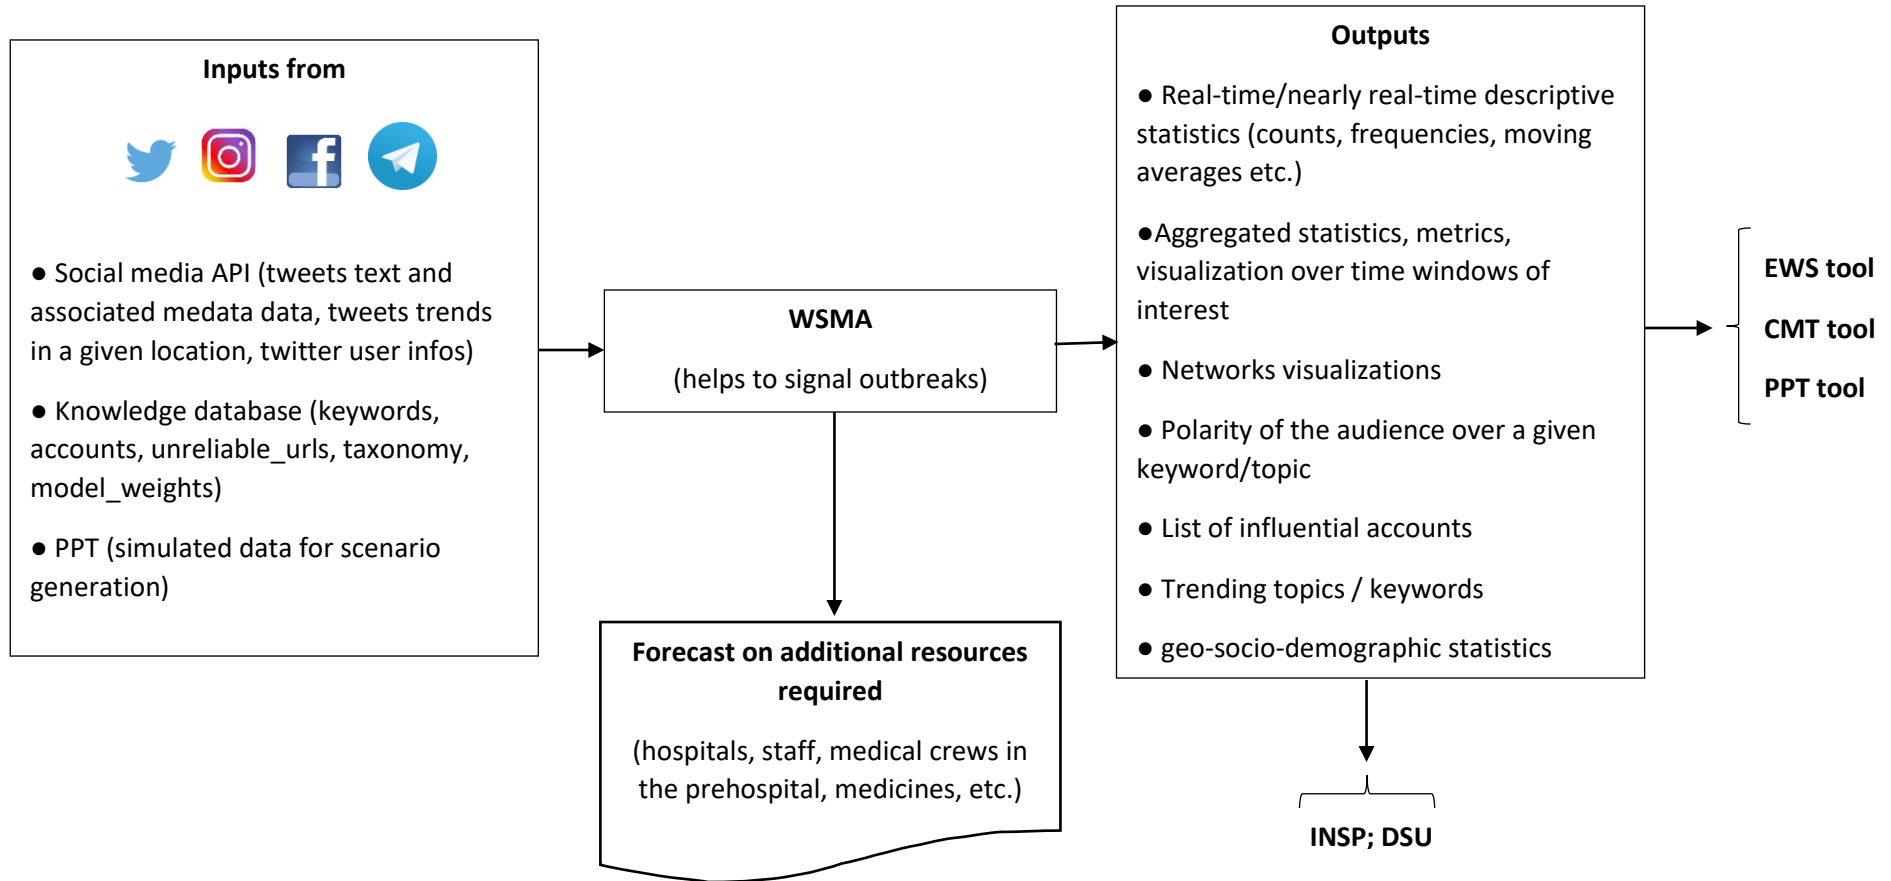 Inputs from
● Social media API (tweets text and
associated medata data, tweets trends
in a given location, twitter user infos)
● Knowledge database (keywords,
accounts, unreliable_urls, taxonomy,
model_weights)
● PPT (simulated data for scenario
generation)
WSMA
(helps to signal outbreaks)
Forecast on additional resources
required
(hospitals, staff, medical crews in
the prehospital, medicines, etc.)
Outputs
● Real-time/nearly real-time descriptive
statistics (counts, frequencies, moving
averages etc.)
●Aggregated statistics, metrics,
visualization over time windows of
interest
● Networks visualizations
● Polarity of the audience over a given
keyword/topic
● List of influential accounts
● Trending topics / keywords
● geo-socio-demographic statistics
INSP; DSU
EWS tool
CMT tool
PPT tool